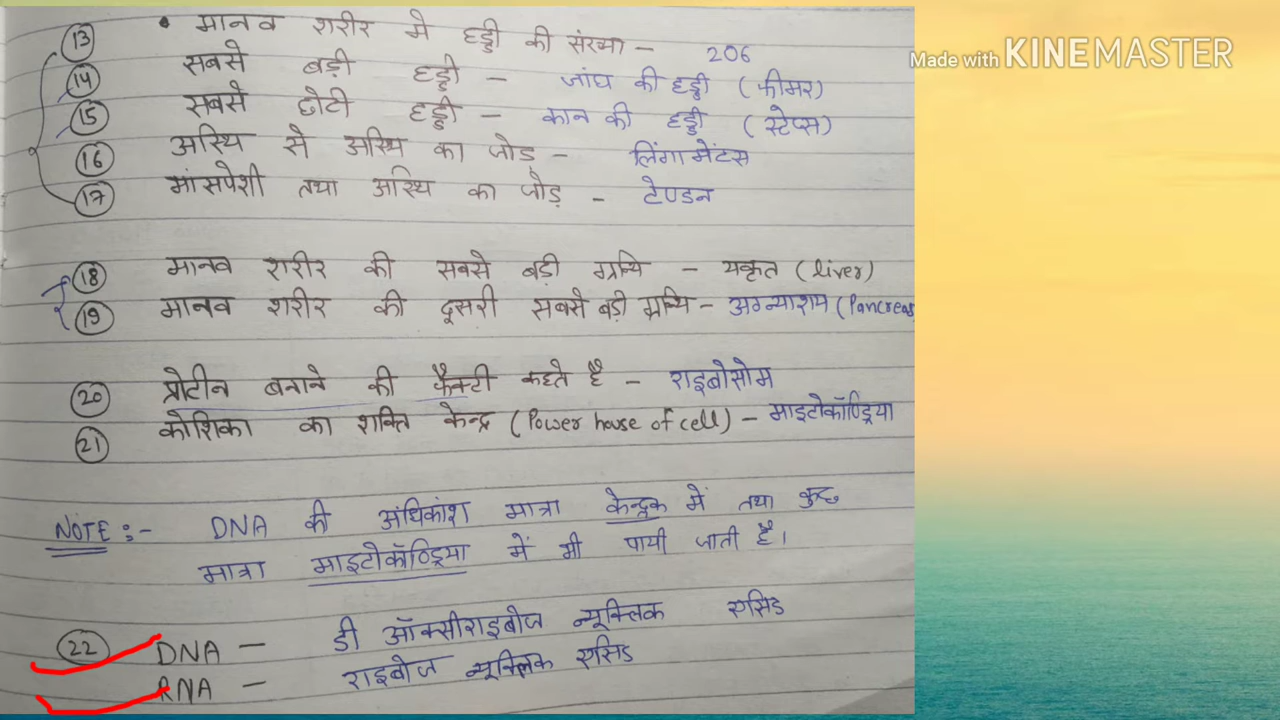 (13) • मानव शरीर मे हड्डी की संख्या - 206
(14) सबसे बड़ी हड्डी - जांघ की हड्डी (फीमर)
(15) सबसे छोटी हड्डी - कान की हड्डी (स्टेप्स)
(16) अस्थि से अस्थि का जोड़ - लिंगामेंटस
(17) मांसपेशी तथा अस्थि का जोड़ - टेण्डन
(18) मानव शरीर की सबसे बड़ी ग्रन्थि - यकृत (liver)
(19) मानव शरीर की दूसरी सबसे बड़ी ग्रन्थि - अग्न्याशय (Pancreas
(20) प्रोटीन बनाने की फैक्टी कहते है - राइबोसोम
(21) कोशिका का शक्ति केन्द्र (Power house of cell) - माइटोकॉण्ड्रिया
NOTE :- DNA की अधिकांश मात्रा केन्द्रक में तथा कुछ
मात्रा माइटोकॉण्ड्रिया में भी पायी जाती है।
(22) DNA - डी ऑक्सीराइबोज न्यूक्लिक एसिड
RNA - राइबोज न्यूक्लिक एसिड
Made with KINEMASTER